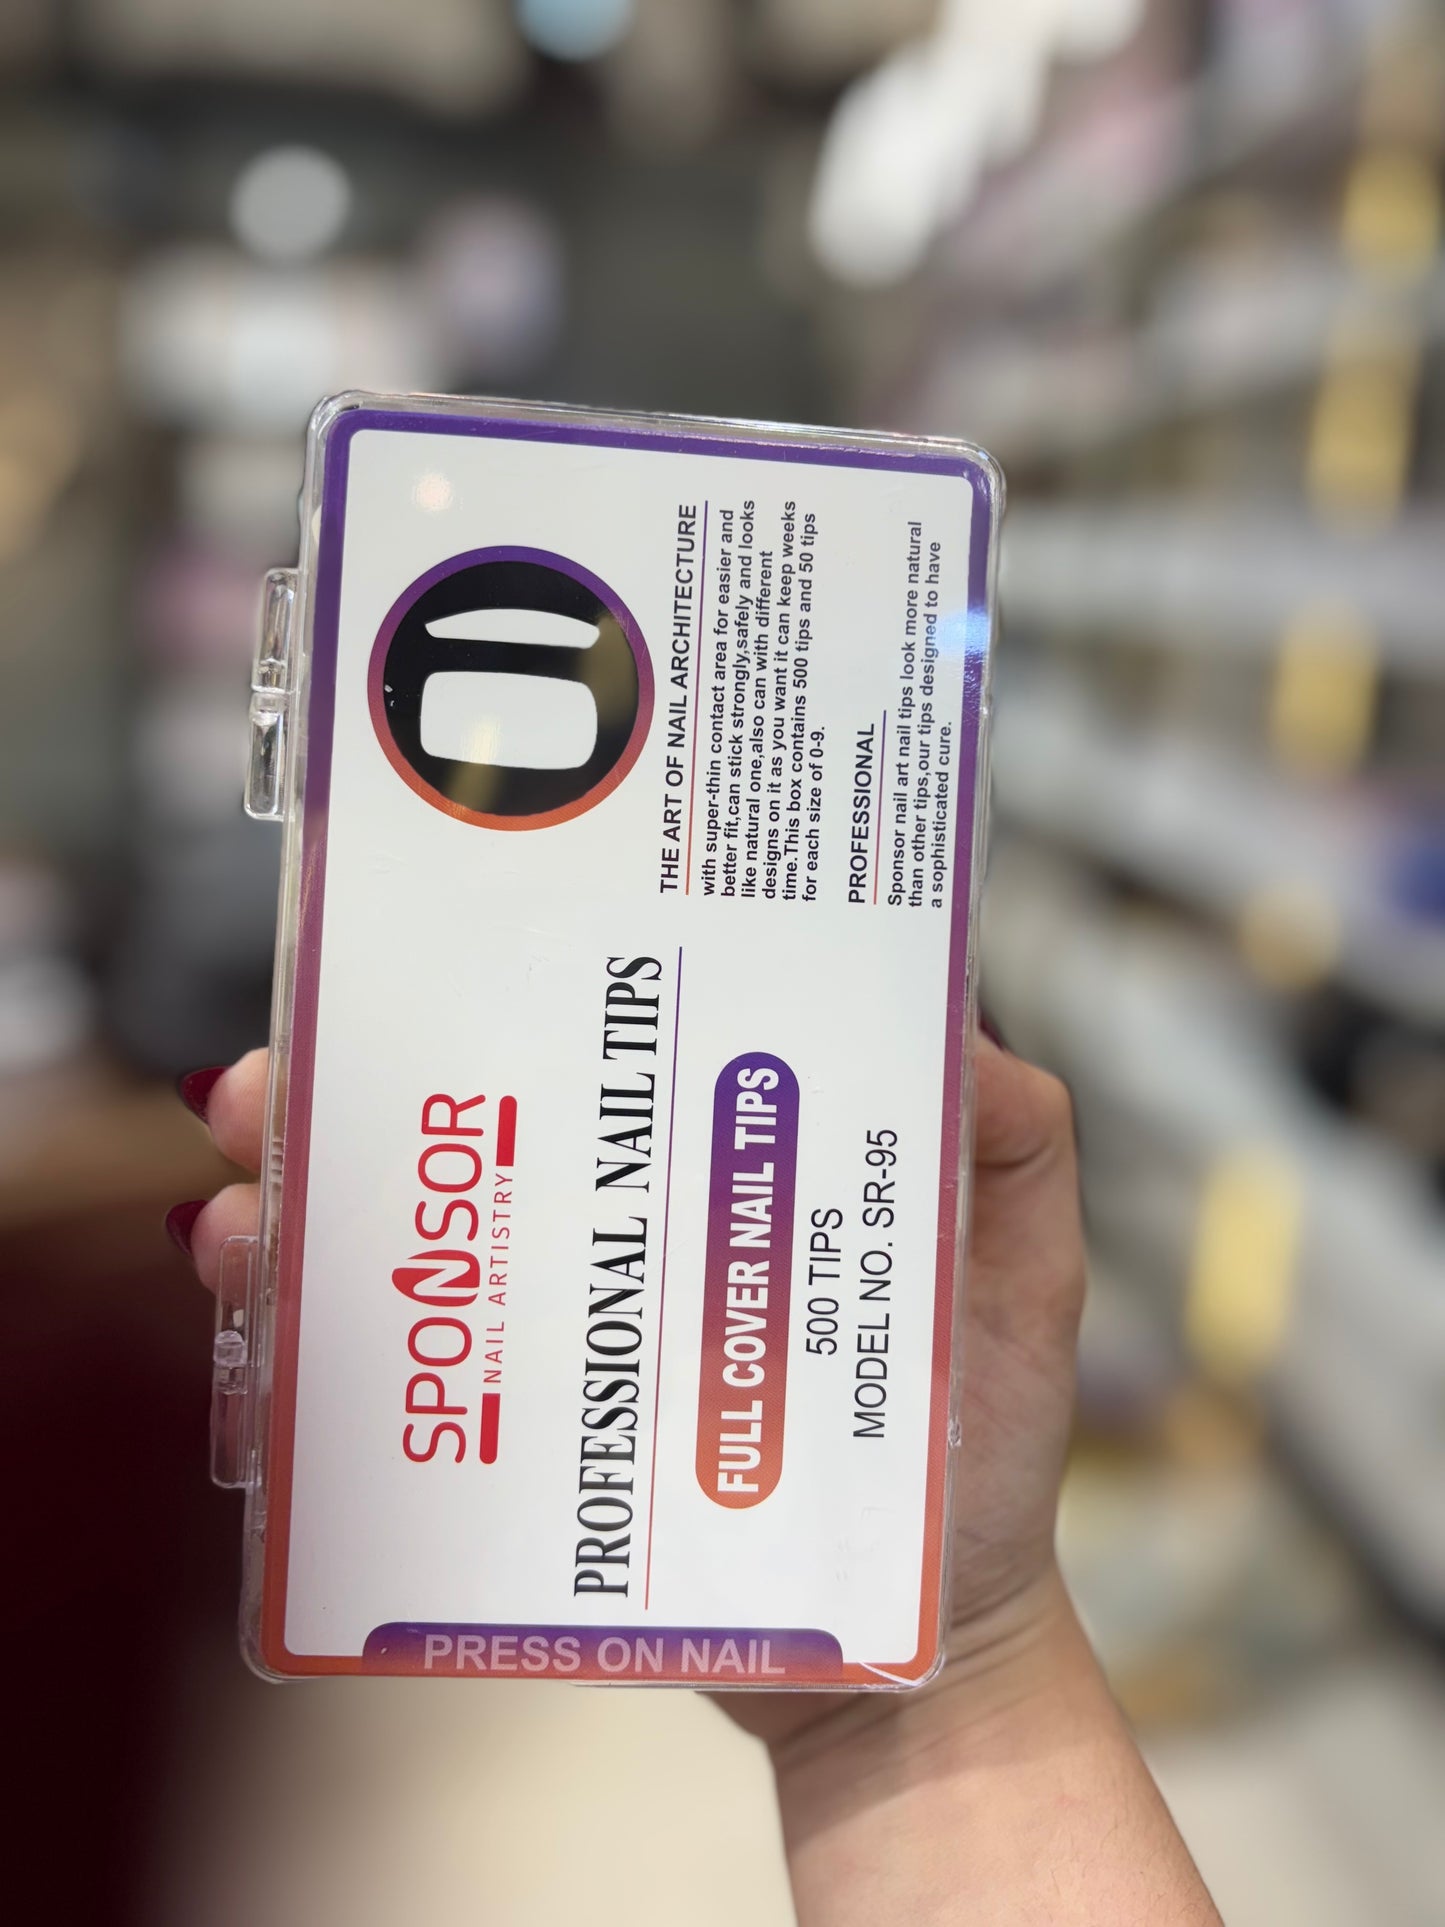 SPONSOR
NAIL ARTISTRY
PROFESSIONAL NAIL TIPS
FULL COVER NAIL TIPS
500 TIPS
MODEL NO. SR-95
PRESS ON NAIL
THE ART OF NAIL ARCHITECTURE
with super-thin contact area for easier and
better fit,can stick strongly,safely and looks
like natural one,also can with different
designs on it as you want it can keep weeks
time.This box contains 500 tips and 50 tips
for each size of 0-9.
PROFESSIONAL
Sponsor nail art nail tips look more natural
than other tips,our tips designed to have
a sophisticated cure.